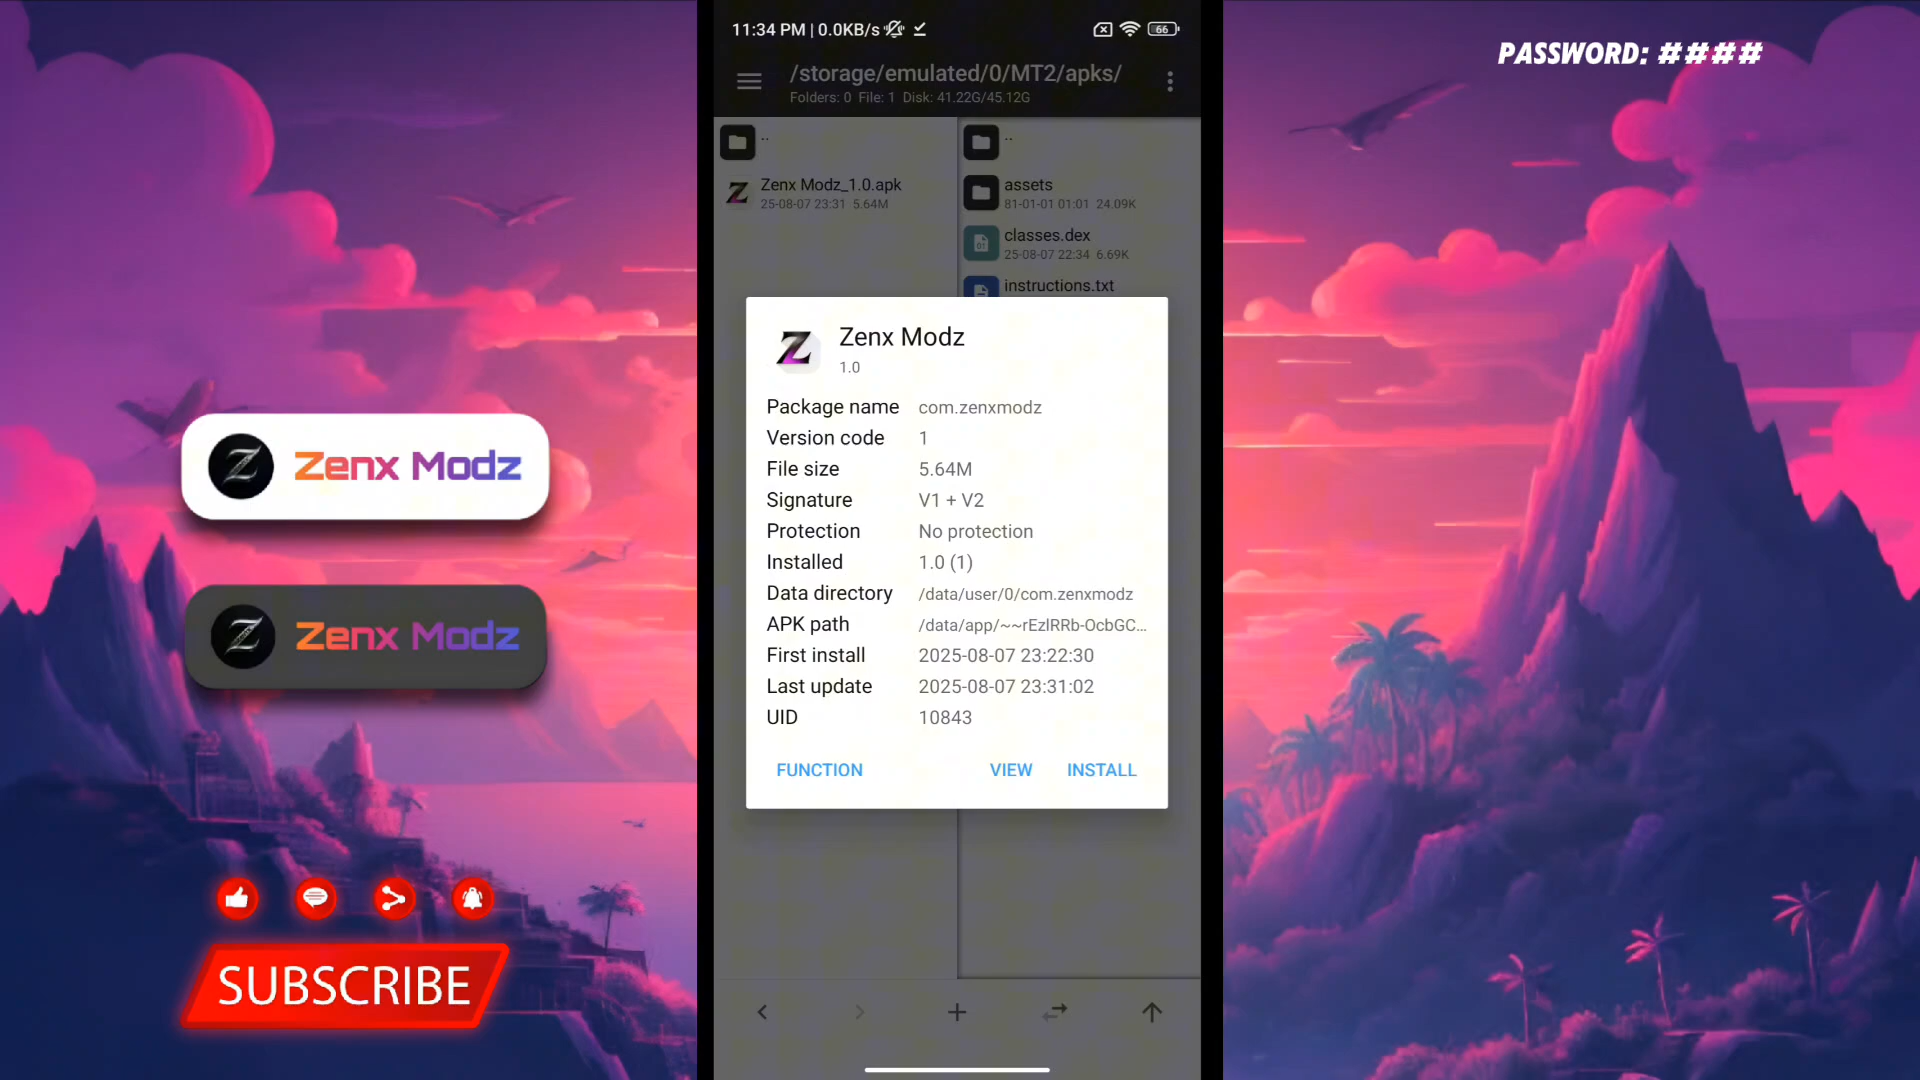 11:34 PM | 0.0KB/s
66
PASSWORD: ####
/storage/emulated/0/MT2/apks/
Folders: 0 File: 1 Disk: 41.22G/45.12G
..
Zenx Modz_1.0.apk
25-08-07 23:31 5.64M
..
assets
81-01-01 01:01 24.09K
classes.dex
25-08-07 22:34 6.69K
instructions.txt
Zenx Modz
1.0
Package name com.zenxmodz
Version code 1
File size 5.64M
Signature V1 + V2
Protection No protection
Installed 1.0 (1)
Data directory /data/user/0/com.zenxmodz
APK path /data/app/~~rEzlRRb-OcbGC...
First install 2025-08-07 23:22:30
Last update 2025-08-07 23:31:02
UID 10843
FUNCTION VIEW INSTALL
Zenx Modz
Zenx Modz
SUBSCRIBE